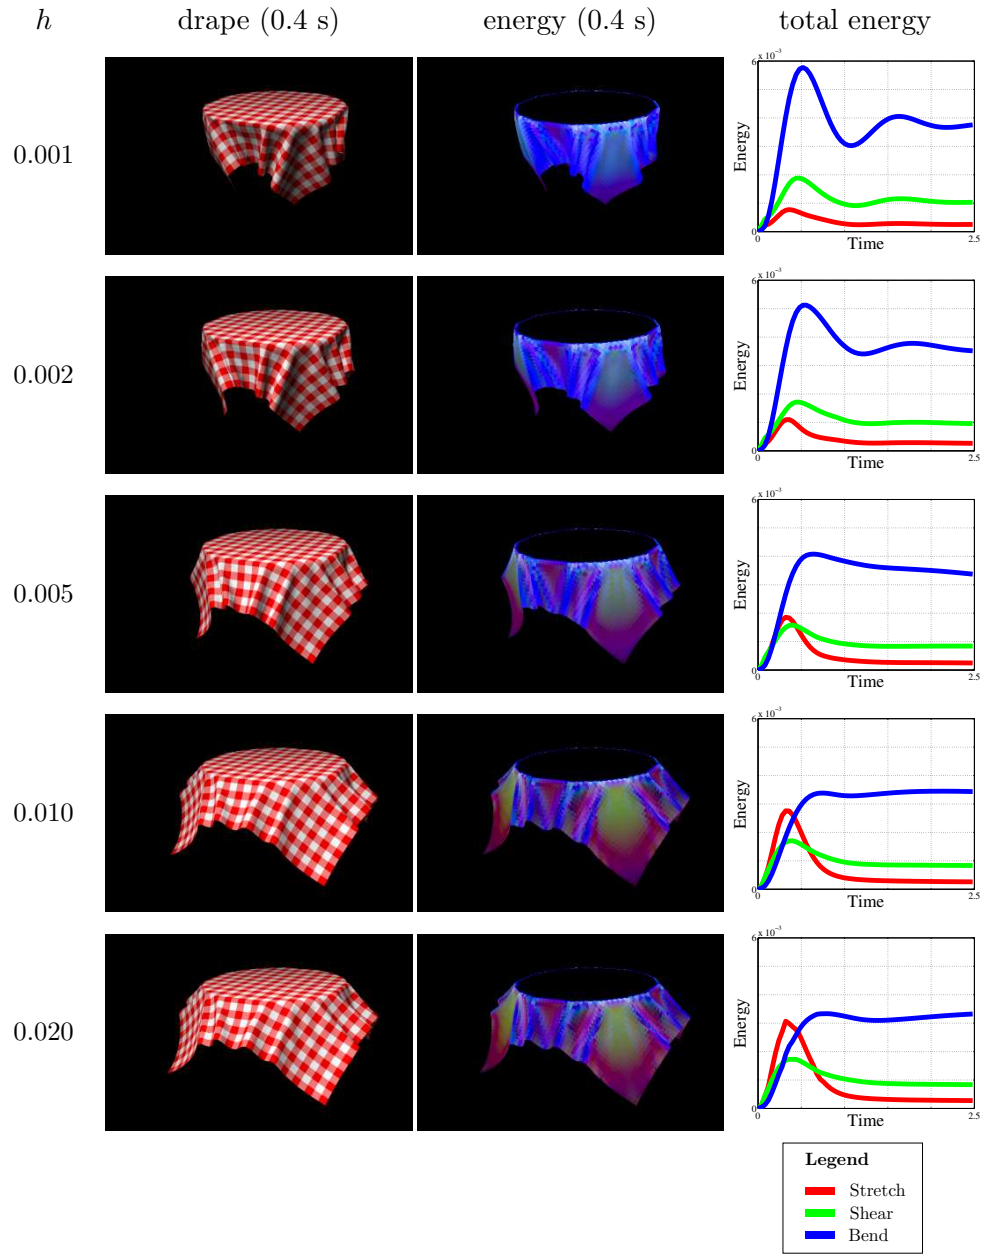 h drape (0.4 s) energy (0.4 s) total energy
0.001
6 x 10⁻³
Energy
0 Time 2.5
0.002
6 x 10⁻³
Energy
0
0 Time 2.5
0.005
6 x 10⁻³
Energy
0
0 Time 2.5
0.010
6 x 10⁻³
Energy
0
0 Time 2.5
0.020
6 x 10⁻³
Energy
0
0 Time 2.5
Legend
Stretch
Shear
Bend